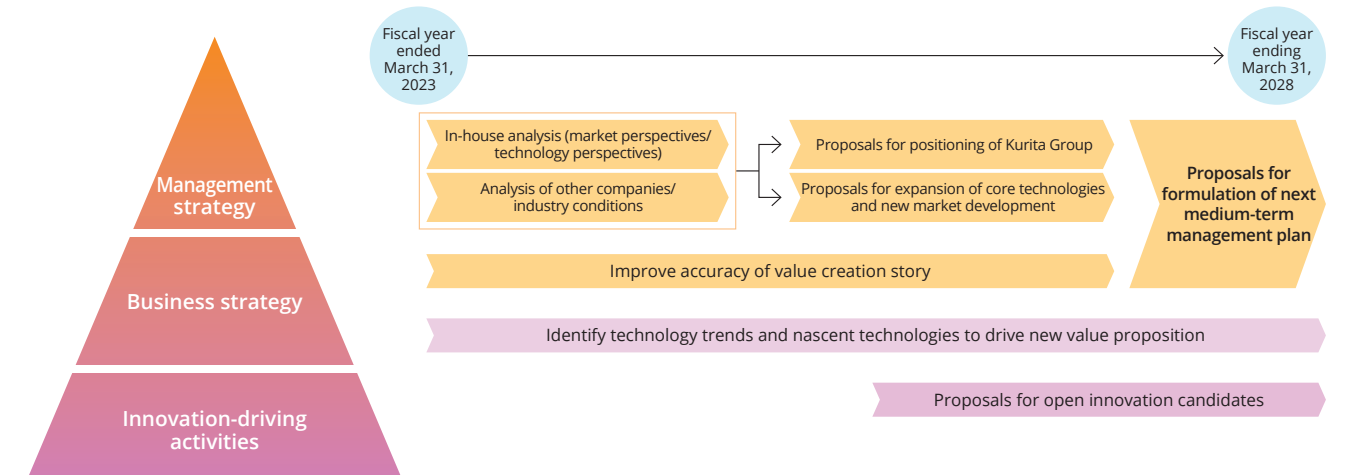 Fiscal year
ended
March 31,
2023
Fiscal year
ending
March 31,
2028
Management
strategy
Business strategy
Innovation-driving
activities
In-house analysis (market perspectives/
technology perspectives)
Analysis of other companies/
industry conditions
Proposals for positioning of Kurita Group
Proposals for expansion of core technologies
and new market development
Proposals for
formulation of next
medium-term
management plan
Improve accuracy of value creation story
Identify technology trends and nascent technologies to drive new value proposition
Proposals for open innovation candidates